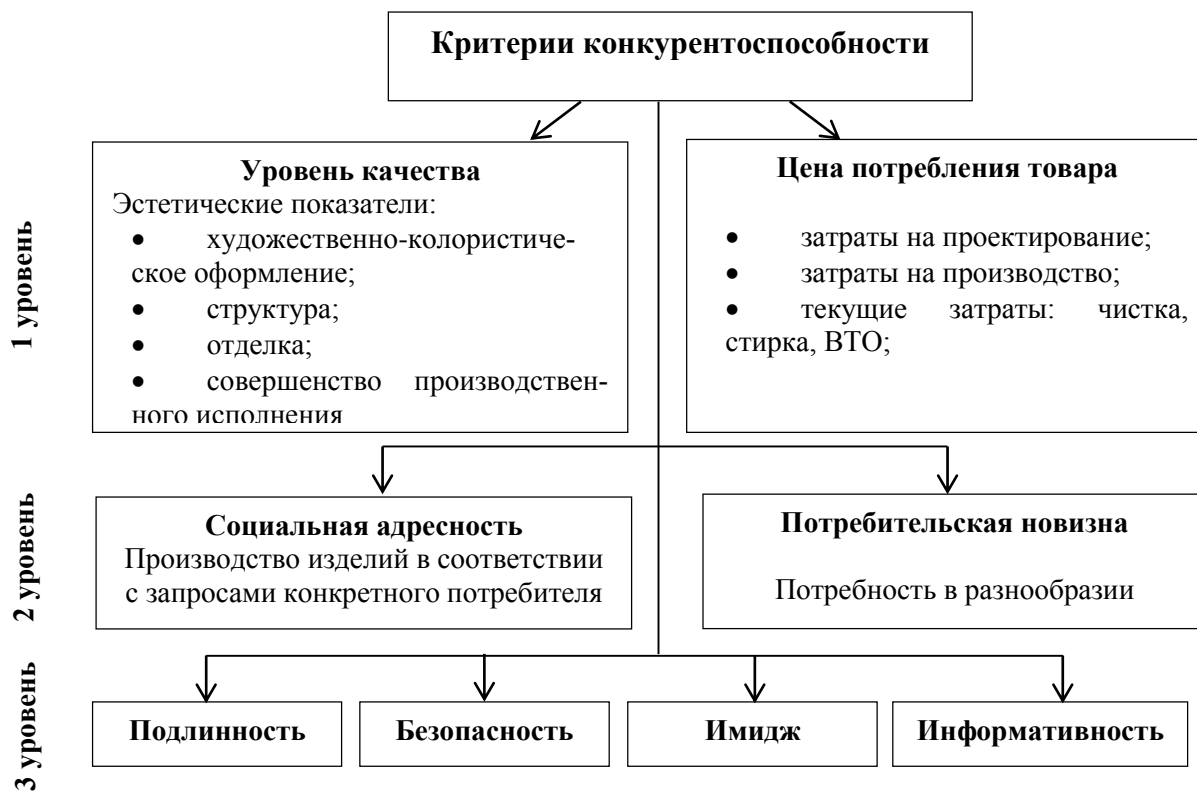 Критерии конкурентоспособности
1 уровень
Уровень качества
Эстетические показатели:
• художественно-колористиче-
ское оформление;
• структура;
• отделка;
• совершенство производствен-
ного исполнения
Цена потребления товара
• затраты на проектирование;
• затраты на производство;
• текущие затраты: чистка,
стирка, ВТО;
2 уровень
Социальная адресность
Производство изделий в соответствии
с запросами конкретного потребителя
Потребительская новизна
Потребность в разнообразии
3 уровень
Подлинность
Безопасность
Имидж
Информативность